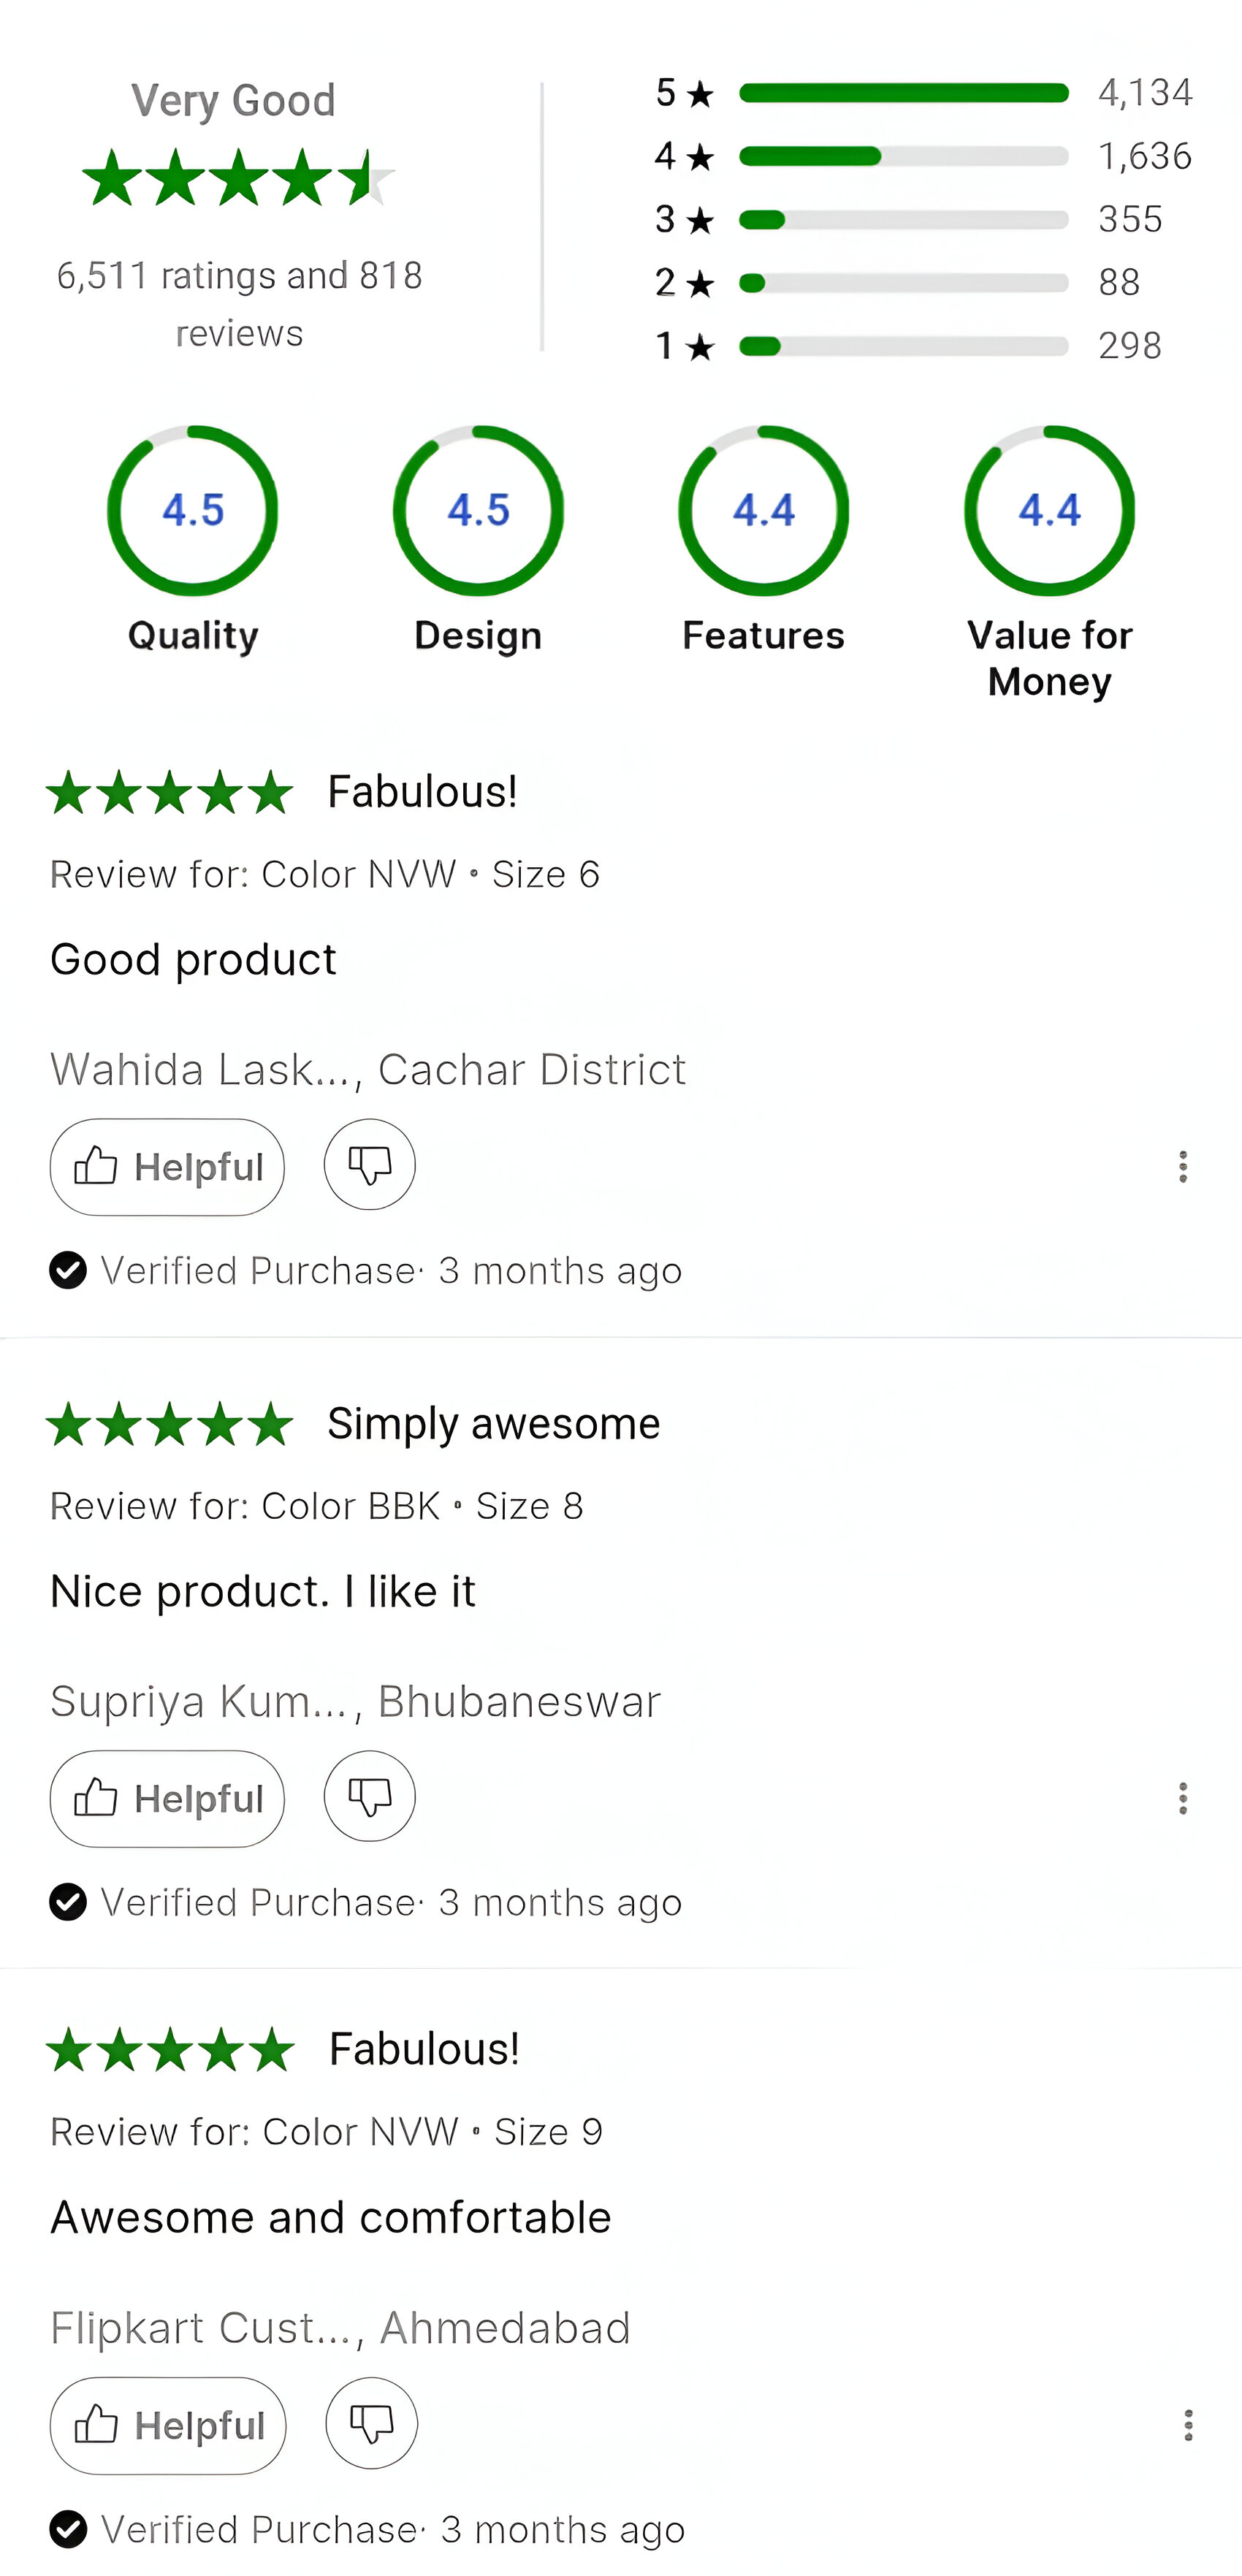 Very Good
6,511 ratings and 818
reviews
5 ★ 4,134
4 ★ 1,636
3 ★ 355
2 ★ 88
1 ★ 298
4.5 4.5 4.4 4.4
Quality Design Features Value for
Money
Fabulous!
Review for: Color NVW • Size 6
Good product
Wahida Lask..., Cachar District
Helpful
Verified Purchase· 3 months ago
Simply awesome
Review for: Color BBK • Size 8
Nice product. I like it
Supriya Kum..., Bhubaneswar
Helpful
Verified Purchase· 3 months ago
Fabulous!
Review for: Color NVW • Size 9
Awesome and comfortable
Flipkart Cust..., Ahmedabad
Helpful
Verified Purchase· 3 months ago